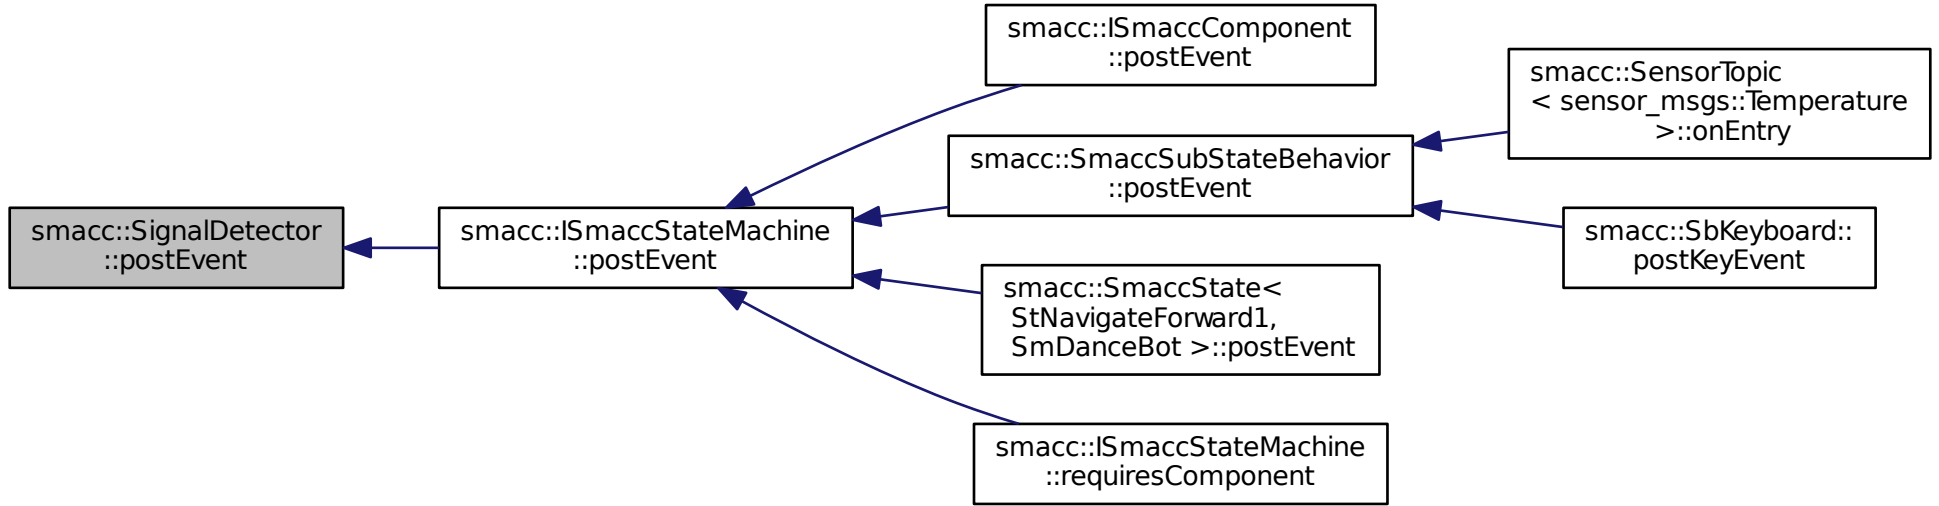 smacc::SignalDetector
::postEvent
smacc::ISmaccStateMachine
::postEvent
smacc::ISmaccComponent
::postEvent
smacc::SmaccSubStateBehavior
::postEvent
smacc::SmaccState<
StNavigateForward1,
SmDanceBot >::postEvent
smacc::ISmaccStateMachine
::requiresComponent
smacc::SensorTopic
< sensor_msgs::Temperature
>::onEntry
smacc::SbKeyboard::
postKeyEvent